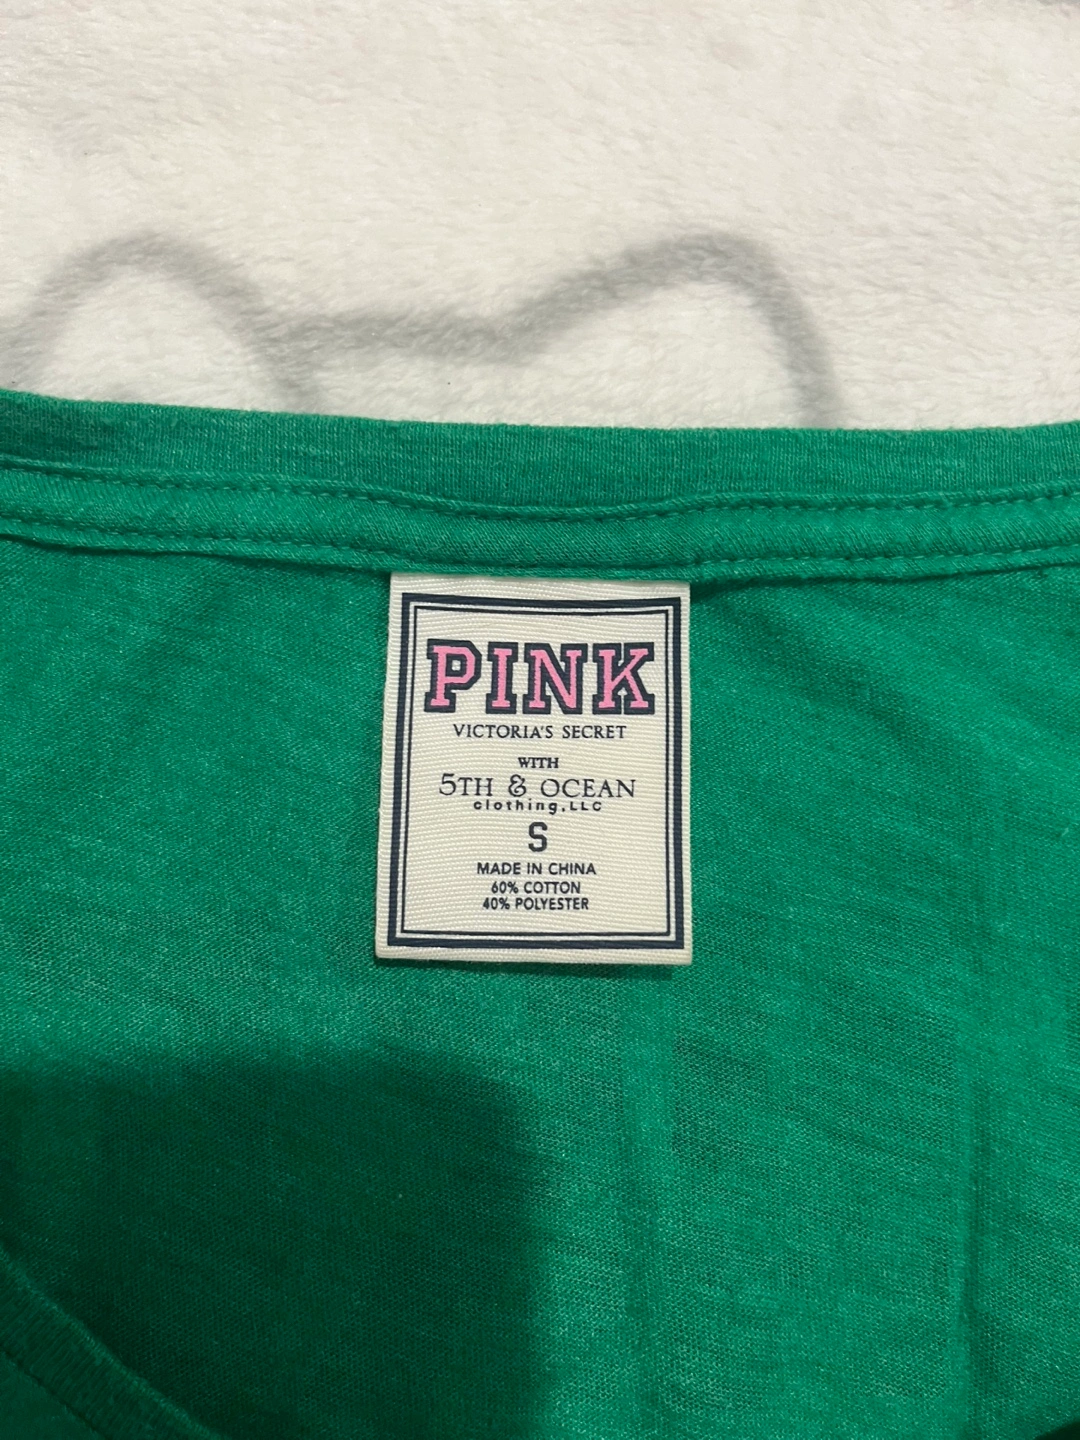 PINK
VICTORIA'S SECRET
WITH
5TH & OCEAN
clothing,LLC
S
MADE IN CHINA
60% COTTON
40% POLYESTER